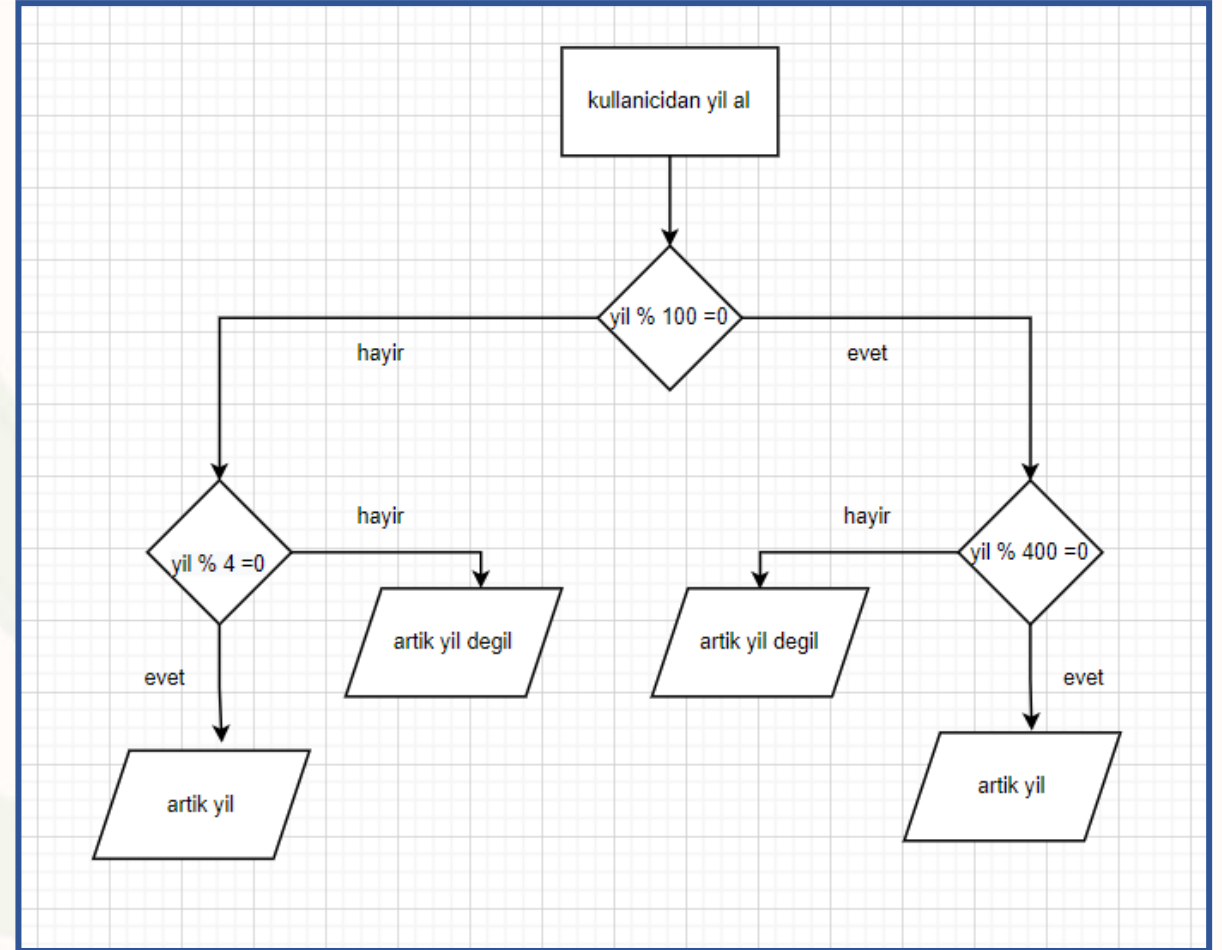 kullanicidan yil al
yil % 100 =0
hayir
evet
hayir
hayir
yil % 4 =0
yil % 400 =0
artik yil degil
artik yil degil
evet
evet
artik yil
artik yil